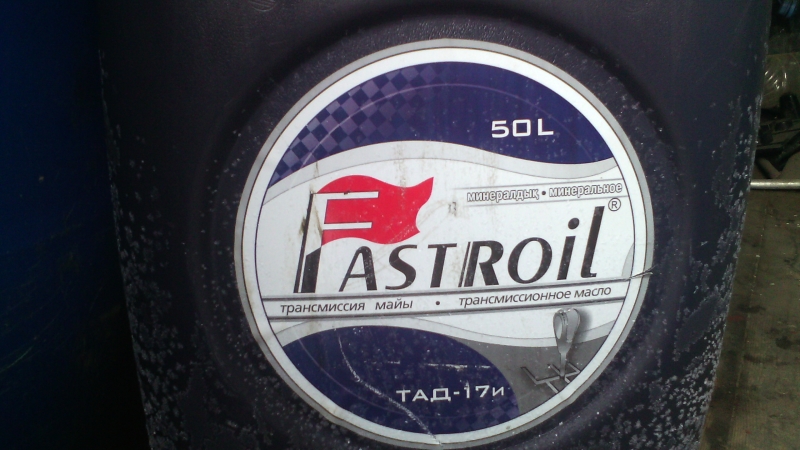 50L
минералдық • минеральное
FASTROil®
трансмиссия майы • трансмиссионное масло
ТАД-17и